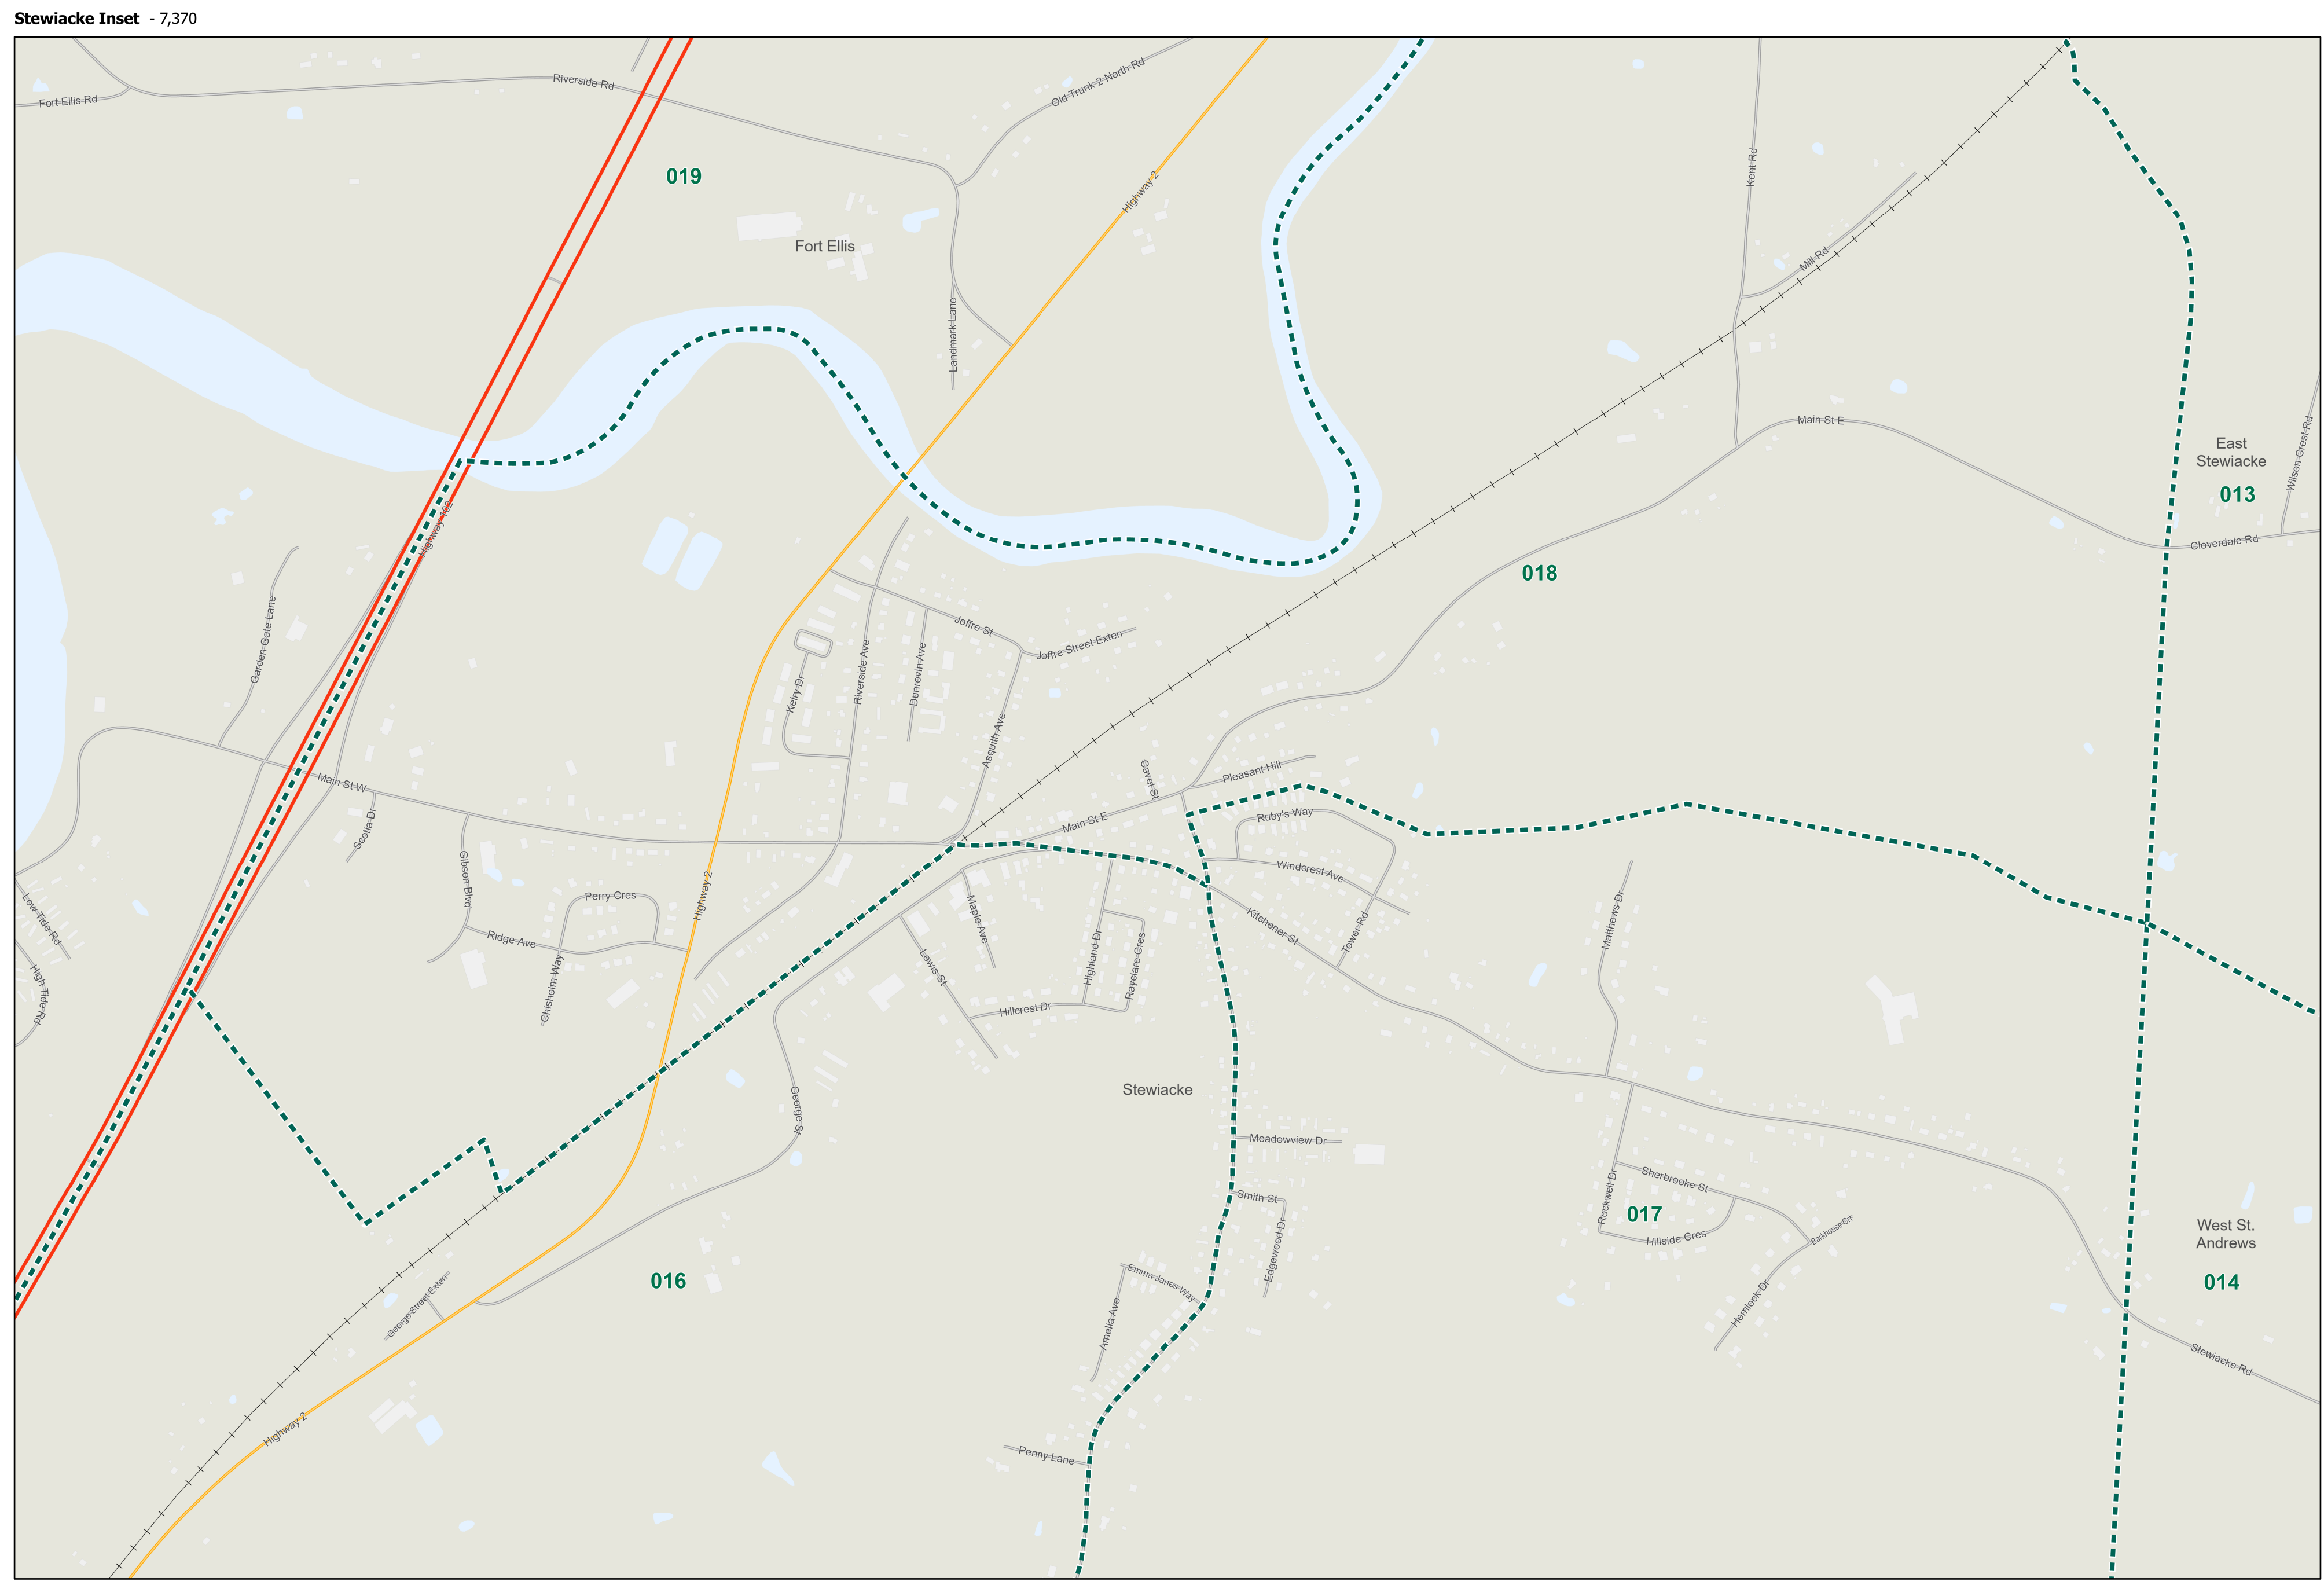 Stewiacke Inset - 7,370
Riverside Rd
Fort Ellis Rd
Old Trunk 2 North Rd
019
Highway 2
Kent Rd
Fort Ellis
Mill Rd
Landmark Lane
Main St E
East
Stewiacke
Wilson Crest Rd
013
Highway 102
Cloverdale Rd
018
Garden Gate Lane
Joffre St
Joffre Street Exten
Riverside Ave
Dunrovin Ave
Kelry Dr
Asquith Ave
Main St W
Cavel St
Pleasant Hill
Scotia Dr
Main St E
Ruby's Way
Gibson Blvd
Windcrest Ave
Perry Cres
Highway 2
Low Tide Rd
Maple Ave
Kitchener St
Tower Rd
Matthews Dr
Ridge Ave
Lewis St
Highland Dr
Rayclare Cres
High Tide Rd
Chisholm Way
Hillcrest Dr
Stewiacke
George St
Meadowview Dr
Sherbrooke St
Smith St
Rockwell Dr
017
West St.
Andrews
Edgewood Dr
Hillside Cres
Barkhouse Crt
Emma Janes Way
016
014
George Street Exten
Amelia Ave
Hemlock Dr
Stewiacke Rd
Highway 2
Penny Lane